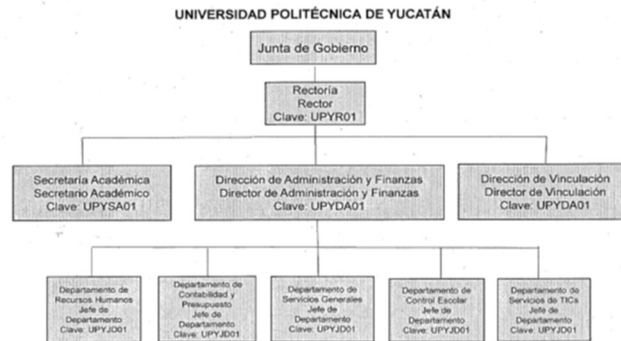 UNIVERSIDAD POLITÉCNICA DE YUCATÁN
Junta de Gobierno
Rectoría
Rector
Clave: UPYR01
Secretaría Académica
Secretario Académico
Clave: UPYSA01
Dirección de Administración y Finanzas
Director de Administración y Finanzas
Clave: UPYDA01
Dirección de Vinculación
Director de Vinculación
Clave: UPYDA01
Departamento de
Recursos Humanos
Jefe de
Departamento
Clave: UPYJD01
Departamento de
Contabilidad y
Presupuesto
Jefe de
Departamento
Clave: UPYJD01
Departamento de
Servicios Generales
Jefe de
Departamento
Clave: UPYJD01
Departamento de
Control Escolar
Jefe de
Departamento
Clave: UPYJD01
Departamento de
Servicios de TICs
Jefe de
Departamento
Clave: UPYJD01